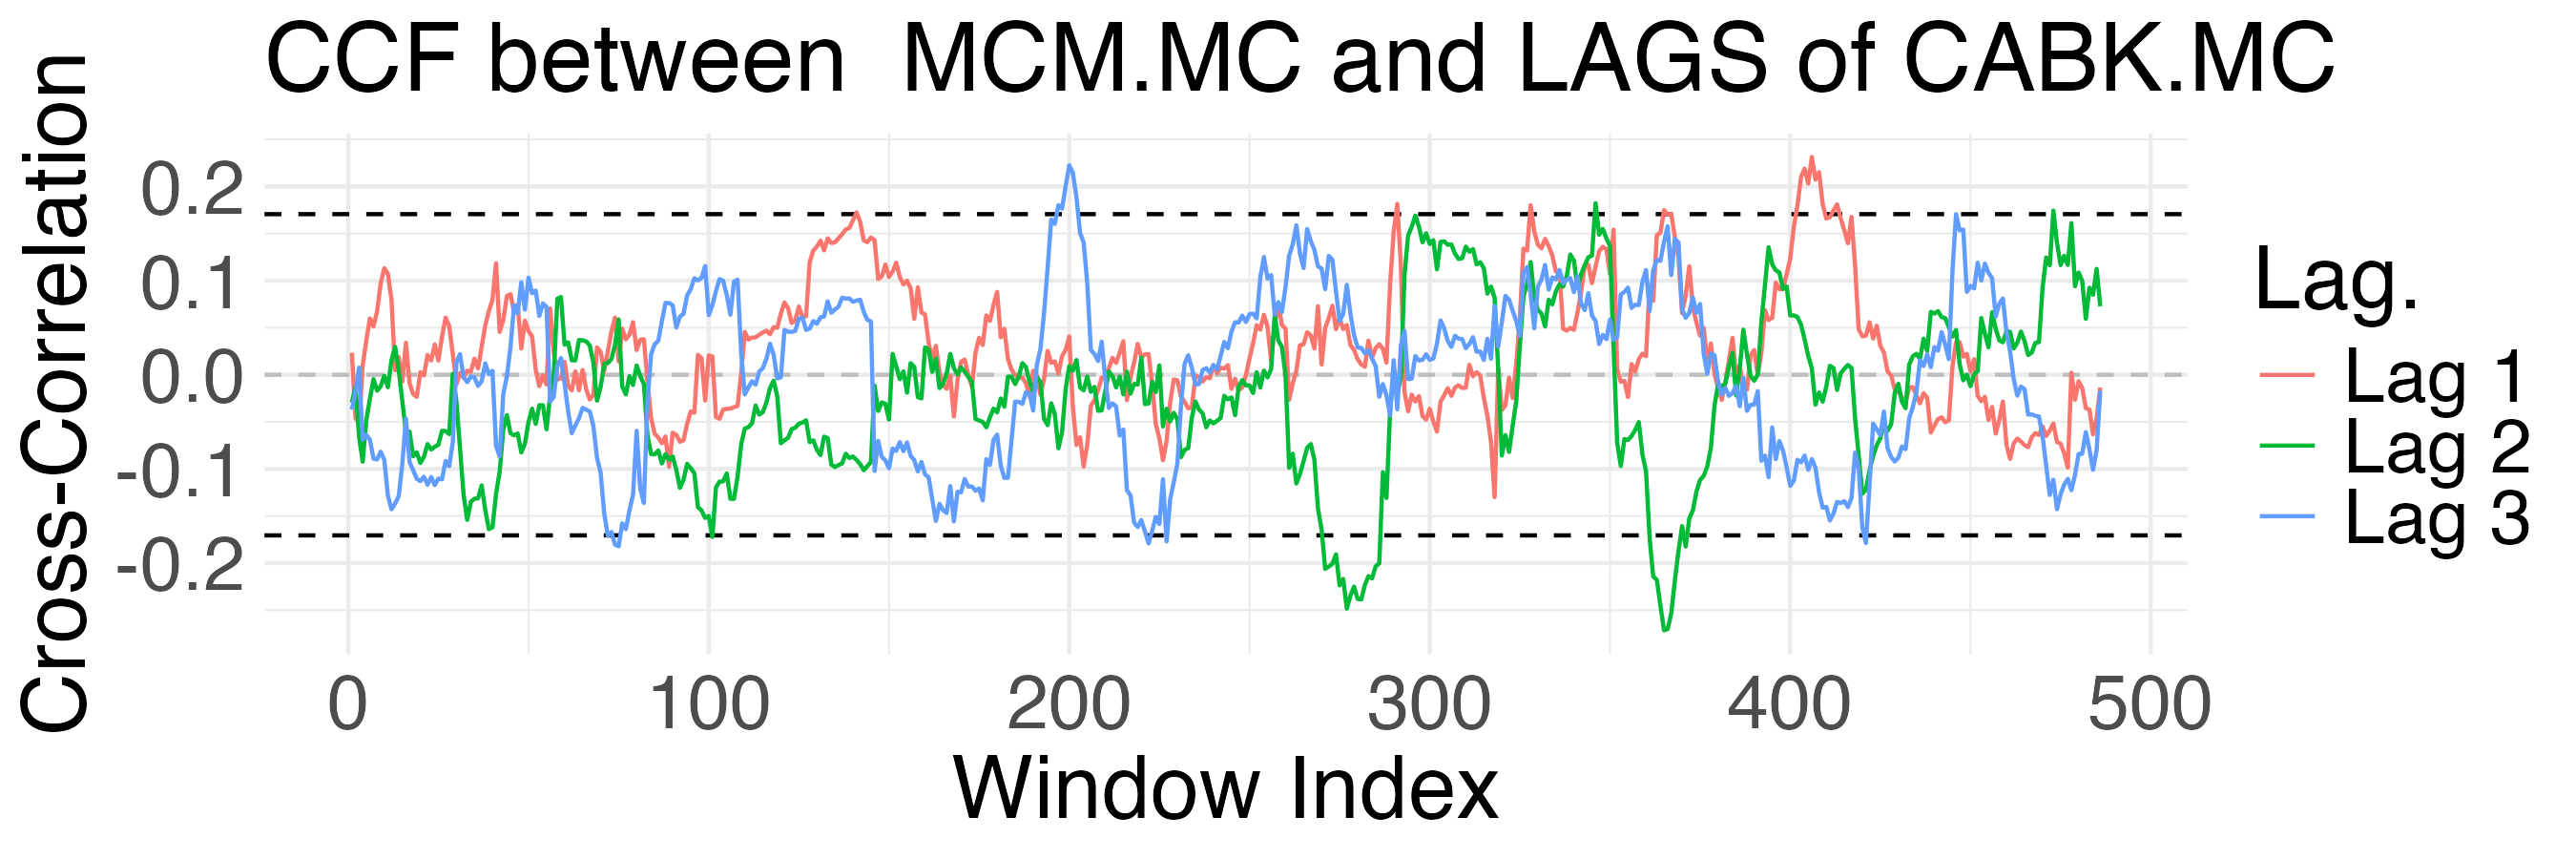 CCF between  MCM.MC and LAGS of CABK.MC
Cross-Correlation
0.2
0.1
0.0
-0.1
-0.2
0 100 200 300 400 500
Window Index
Lag.
Lag 1
Lag 2
Lag 3